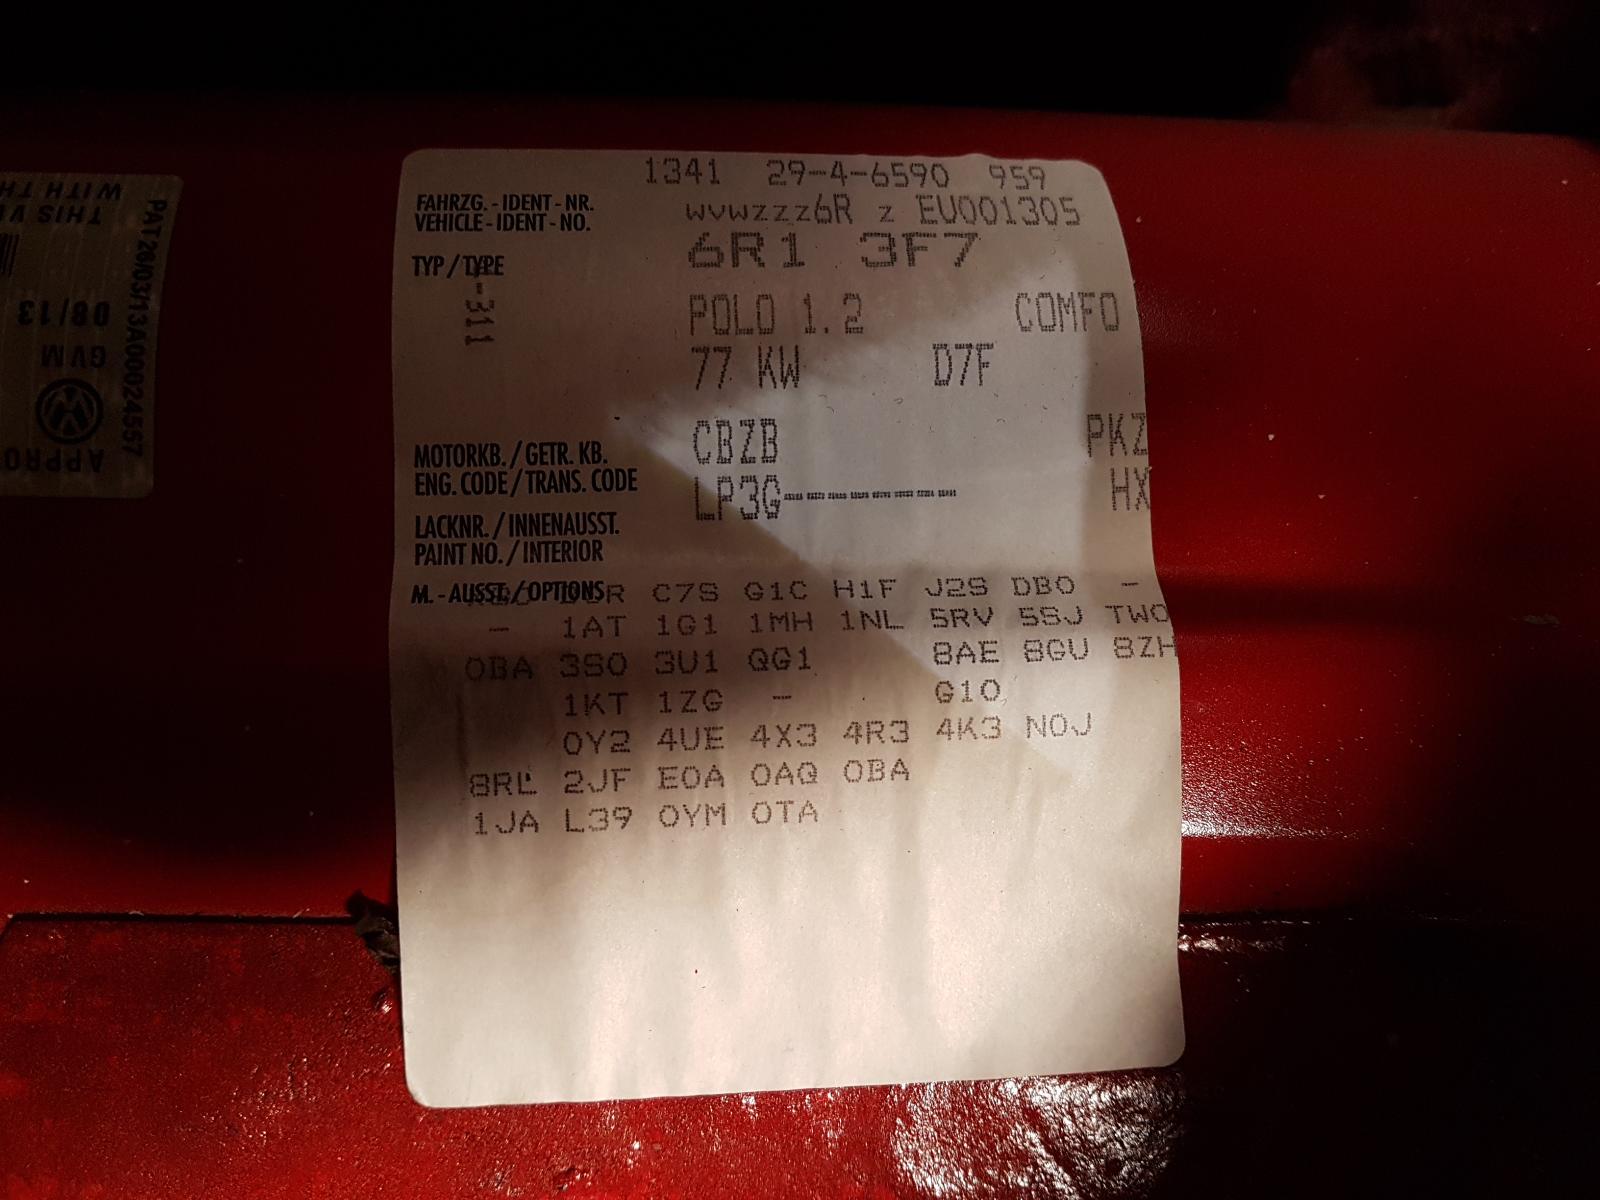 1341 29-4-6590 959
FAHRZG.-IDENT-NR.
VEHICLE-IDENT-NO.
WVWZZZ6R Z EU001305
TYP/TYPE
6R1 3F7
-311
POLO 1.2 COMFO
77 KW D7F
MOTORKB./GETR. KB.
ENG. CODE/TRANS. CODE
CBZB PKZ
LACKNR./INNENAUSST.
PAINT NO./INTERIOR
LP3G--------- HX
M.-AUSST./OPTIONS
C7S G1C H1F J2S DB0 -
- 1AT 1G1 1MH 1NL 5RV 5SJ TWO
0BA 3S0 3U1 QG1 8AE 8GU 8ZH
1KT 1ZG - G10
0Y2 4UE 4X3 4R3 4K3 N0J
8RL 2JF E0A 0AQ 0BA
1JA L39 0YM 0TA
APPRO
GVM
08/13
THIS V
WITH TH
PAT26/03/13A00024557